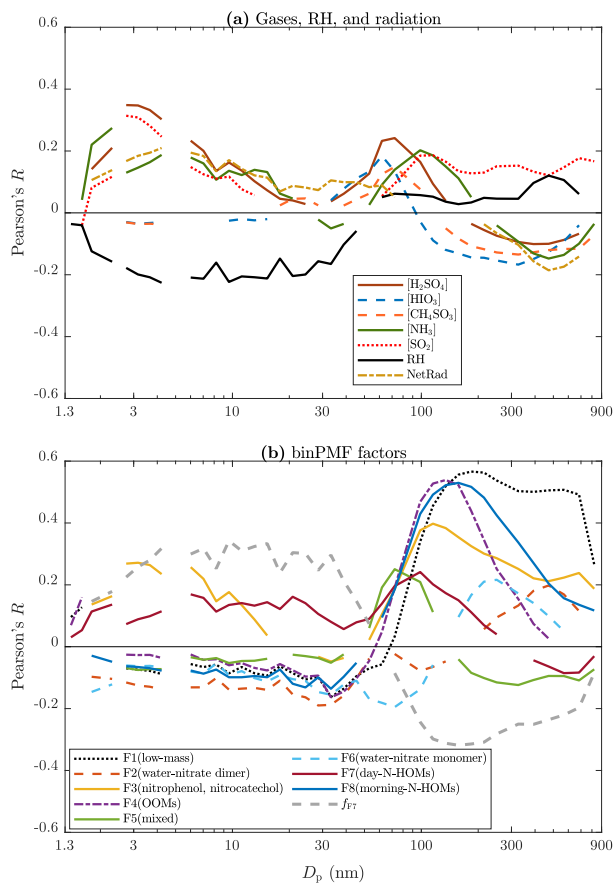 (a) Gases, RH, and radiation
0.6
0.4
0.2
0
-0.2
-0.4
-0.6
Pearson's R
[H₂SO₄]
[HIO₃]
[CH₄SO₃]
[NH₃]
[SO₂]
RH
NetRad
1.3 3 10 30 100 300 900
(b) binPMF factors
0.6
0.4
0.2
0
-0.2
-0.4
-0.6
Pearson's R
F1(low-mass)
F2(water-nitrate dimer)
F3(nitrophenol, nitrocatechol)
F4(OOMs)
F5(mixed)
F6(water-nitrate monomer)
F7(day-N-HOMs)
F8(morning-N-HOMs)
f_F7
1.3 3 10 30 100 300 900
Dₚ (nm)